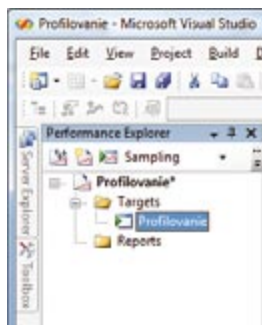 Profilovanie - Microsoft Visual Studio
File Edit View Project Build D
Performance Explorer
Sampling
Profilovanie*
Targets
Profilovanie
Reports
Server Explorer
Toolbox